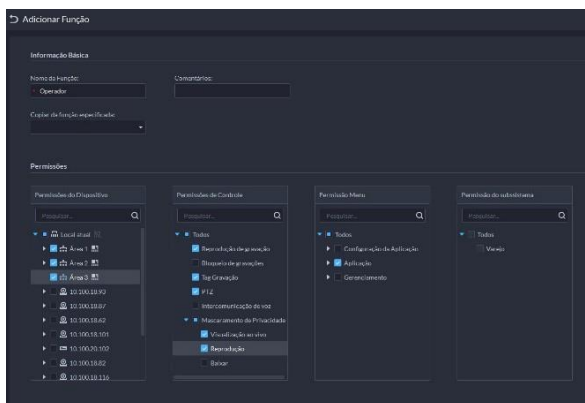 Adicionar Função
Informação Básica
Nome da Função:
Comentários:
* Operador
Copiar da função especificada:
Permissões
Permissões do Dispositivo
Permissões de Controle
Permissão Menu
Permissão do subsistema
Pesquisar...
Pesquisar...
Pesquisar...
Pesquisar...
Local atual
Área 1
Área 2
Área 3
10.100.18.93
10.100.18.87
10.100.18.62
10.100.18.101
10.100.20.102
10.100.18.82
10.100.18.116
Todos
Reprodução de gravação
Bloqueio de gravações
Tag Gravação
PTZ
Intercomunicação de voz
Mascaramento de Privacidade
Visualização ao vivo
Reprodução
Baixar
Todos
Configuração da Aplicação
Aplicação
Gerenciamento
Todos
Varejo